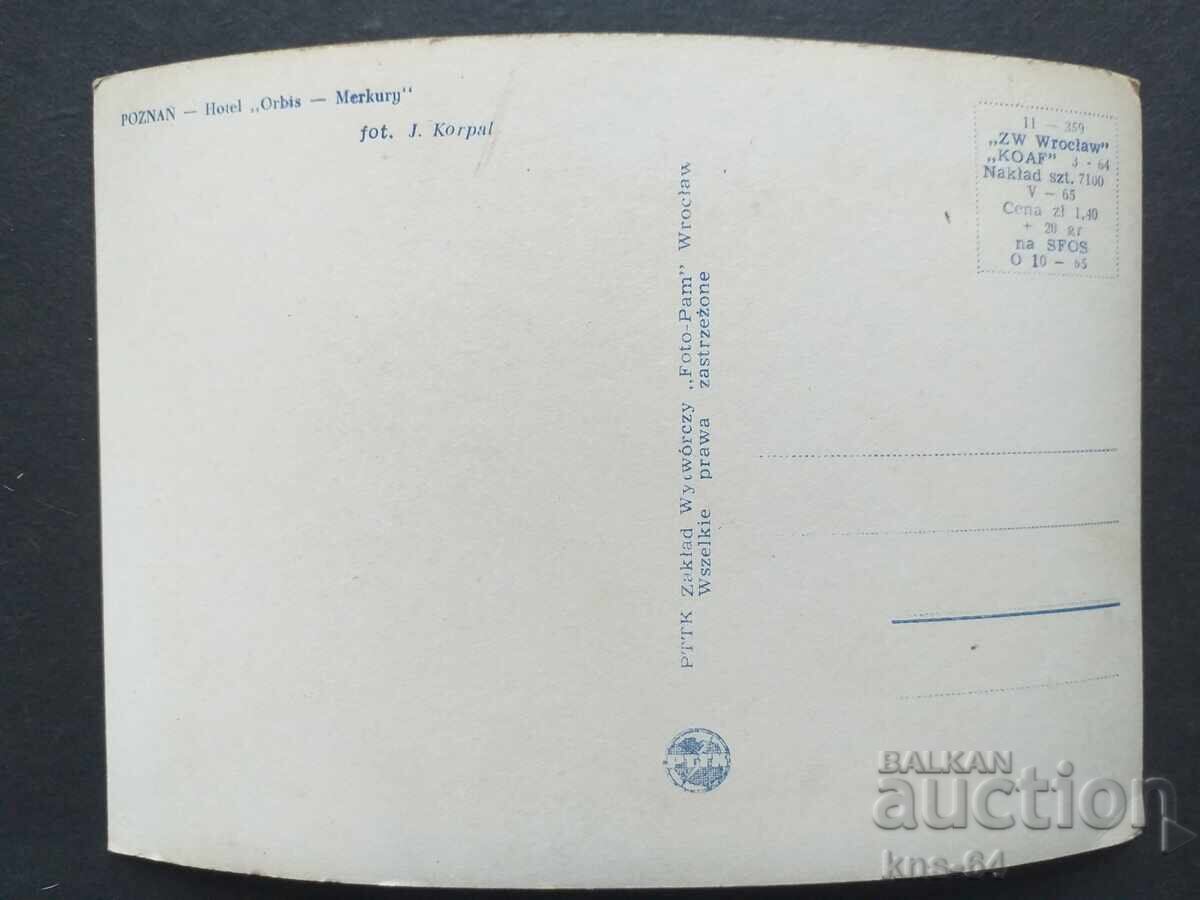 POZNAŃ — Hotel „Orbis — Merkury"
fot. J. Korpal
11 — 359
„ZW Wrocław"
„KOAF" 3 - 64
Nakład szt. 7100
V — 65
Cena zł 1,40
+ 20 gr
na SFOS
O 10 — 65
PTTK Zakład Wytwórczy „Foto-Pam" Wrocław
Wszelkie prawa zastrzeżone
PTTK
BALKAN
auction
kns-64